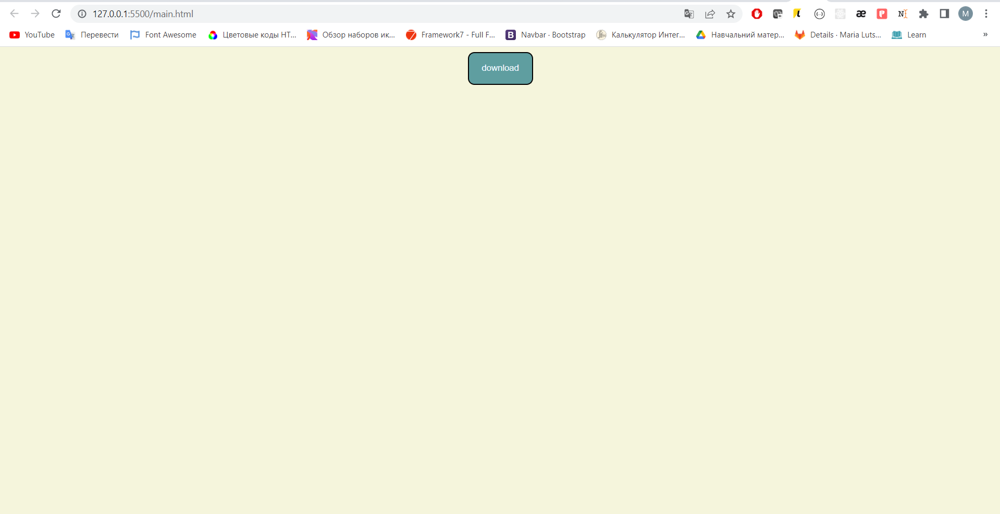 127.0.0.1:5500/main.html
M
YouTube Перевести Font Awesome Цветовые коды HT... Обзор наборов ик... Framework7 - Full F... Navbar · Bootstrap Калькулятор Интег... Навчальний матер... Details · Maria Luts... Learn »
download